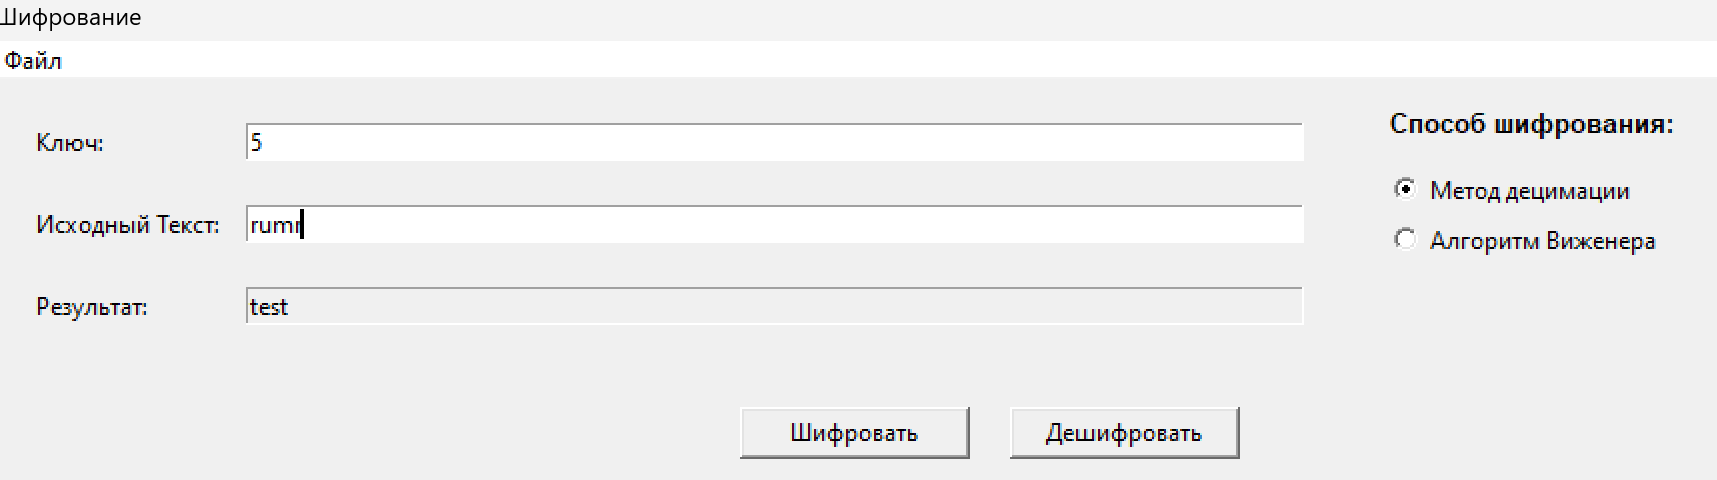 Шифрование
Файл
Ключ: 5
Исходный Текст: rumr
Результат: test
Способ шифрования:
Метод децимации
Алгоритм Виженера
Шифровать
Дешифровать